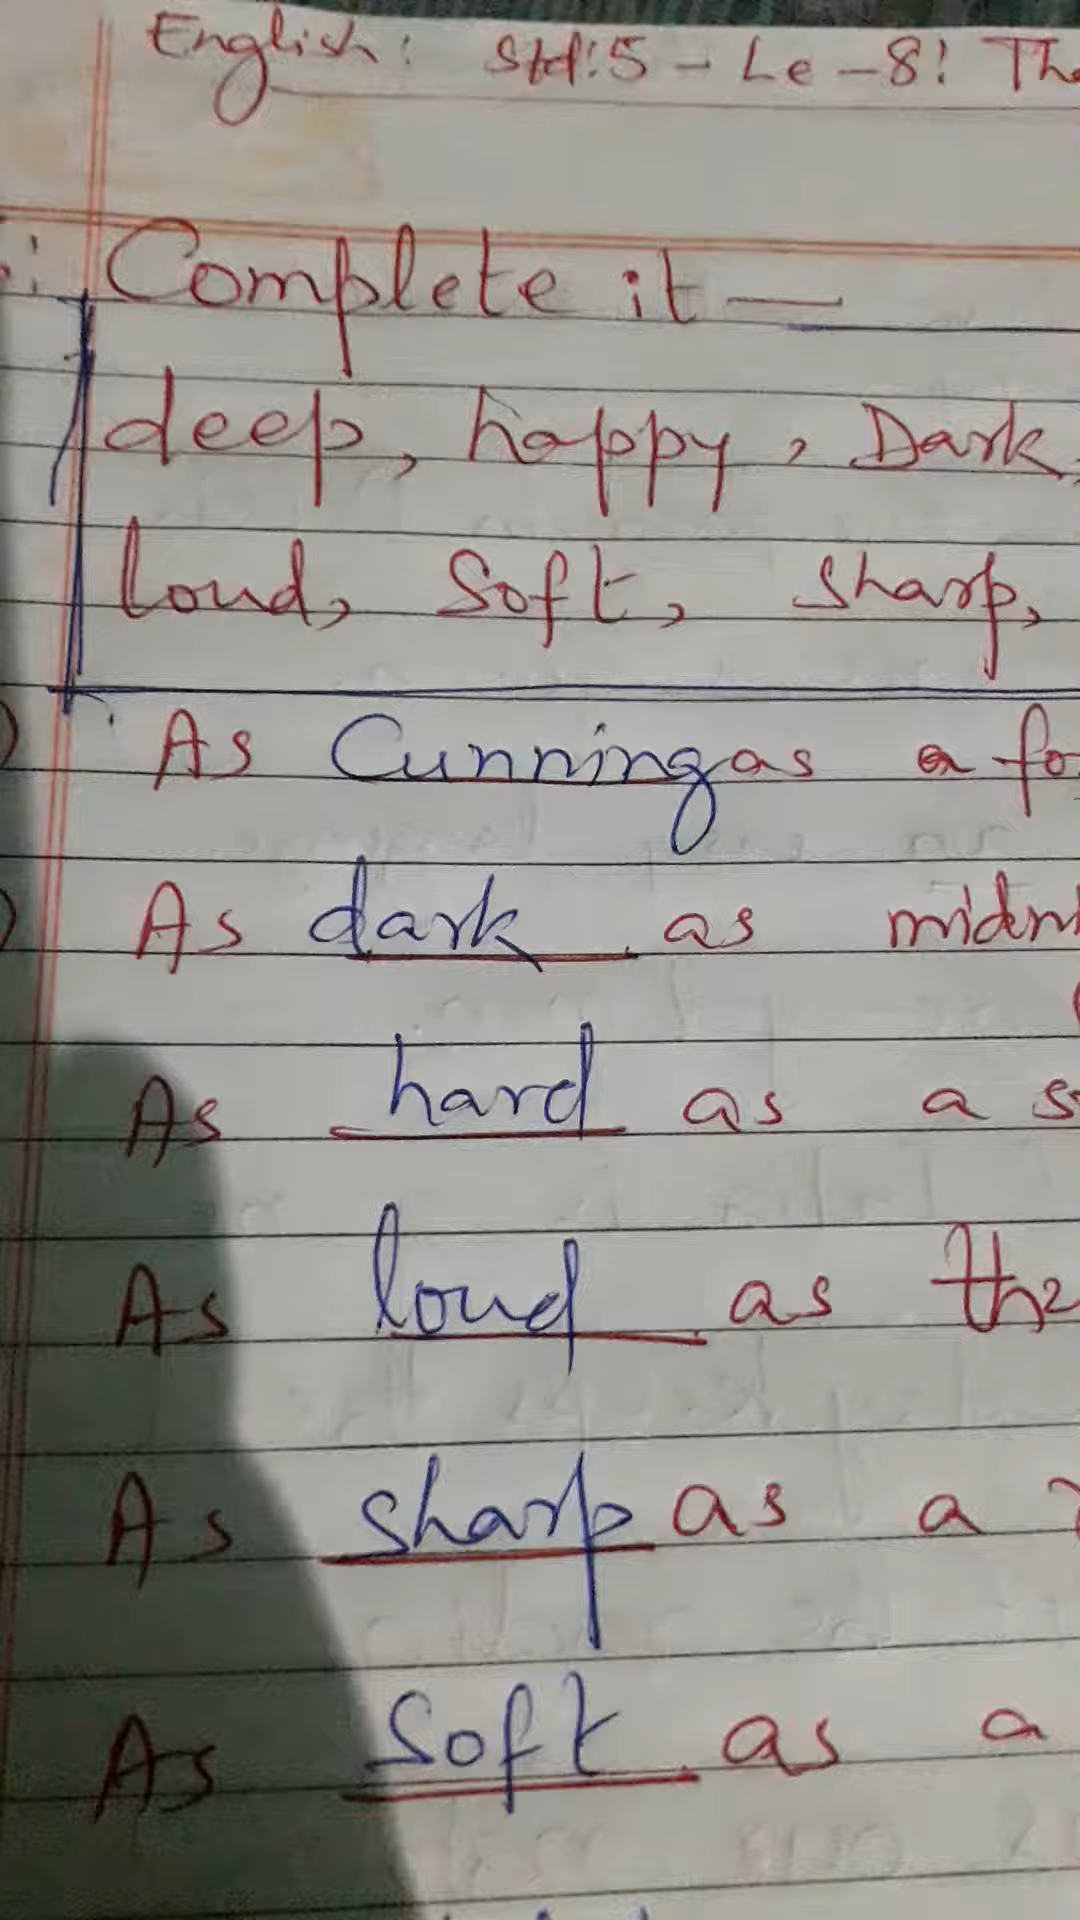 English: Std:5 - Le - 8:
Complete it —
deep, happy, Dark,
loud, Soft, Sharp,
As Cunning as a
As dark as
As hard as a
As loud as
As sharp as a
As Soft as a